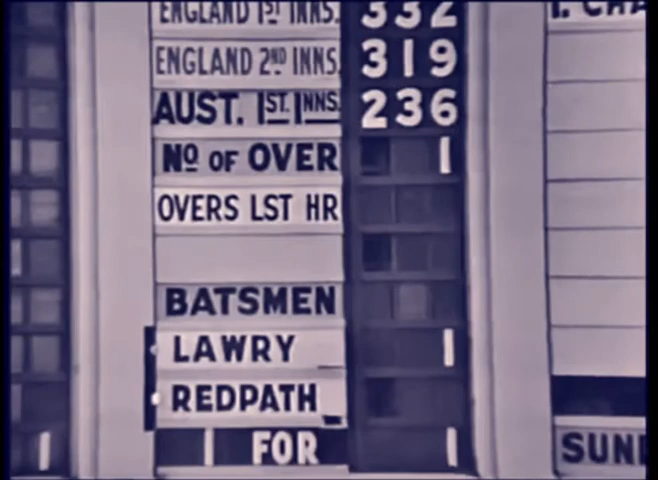 ENGLAND 1ST INNS. 332
ENGLAND 2ND INNS. 319
AUST. 1ST. INNS. 236
NO OF OVER 1
OVERS LST HR
BATSMEN
LAWRY 1
REDPATH
1 FOR 1
1